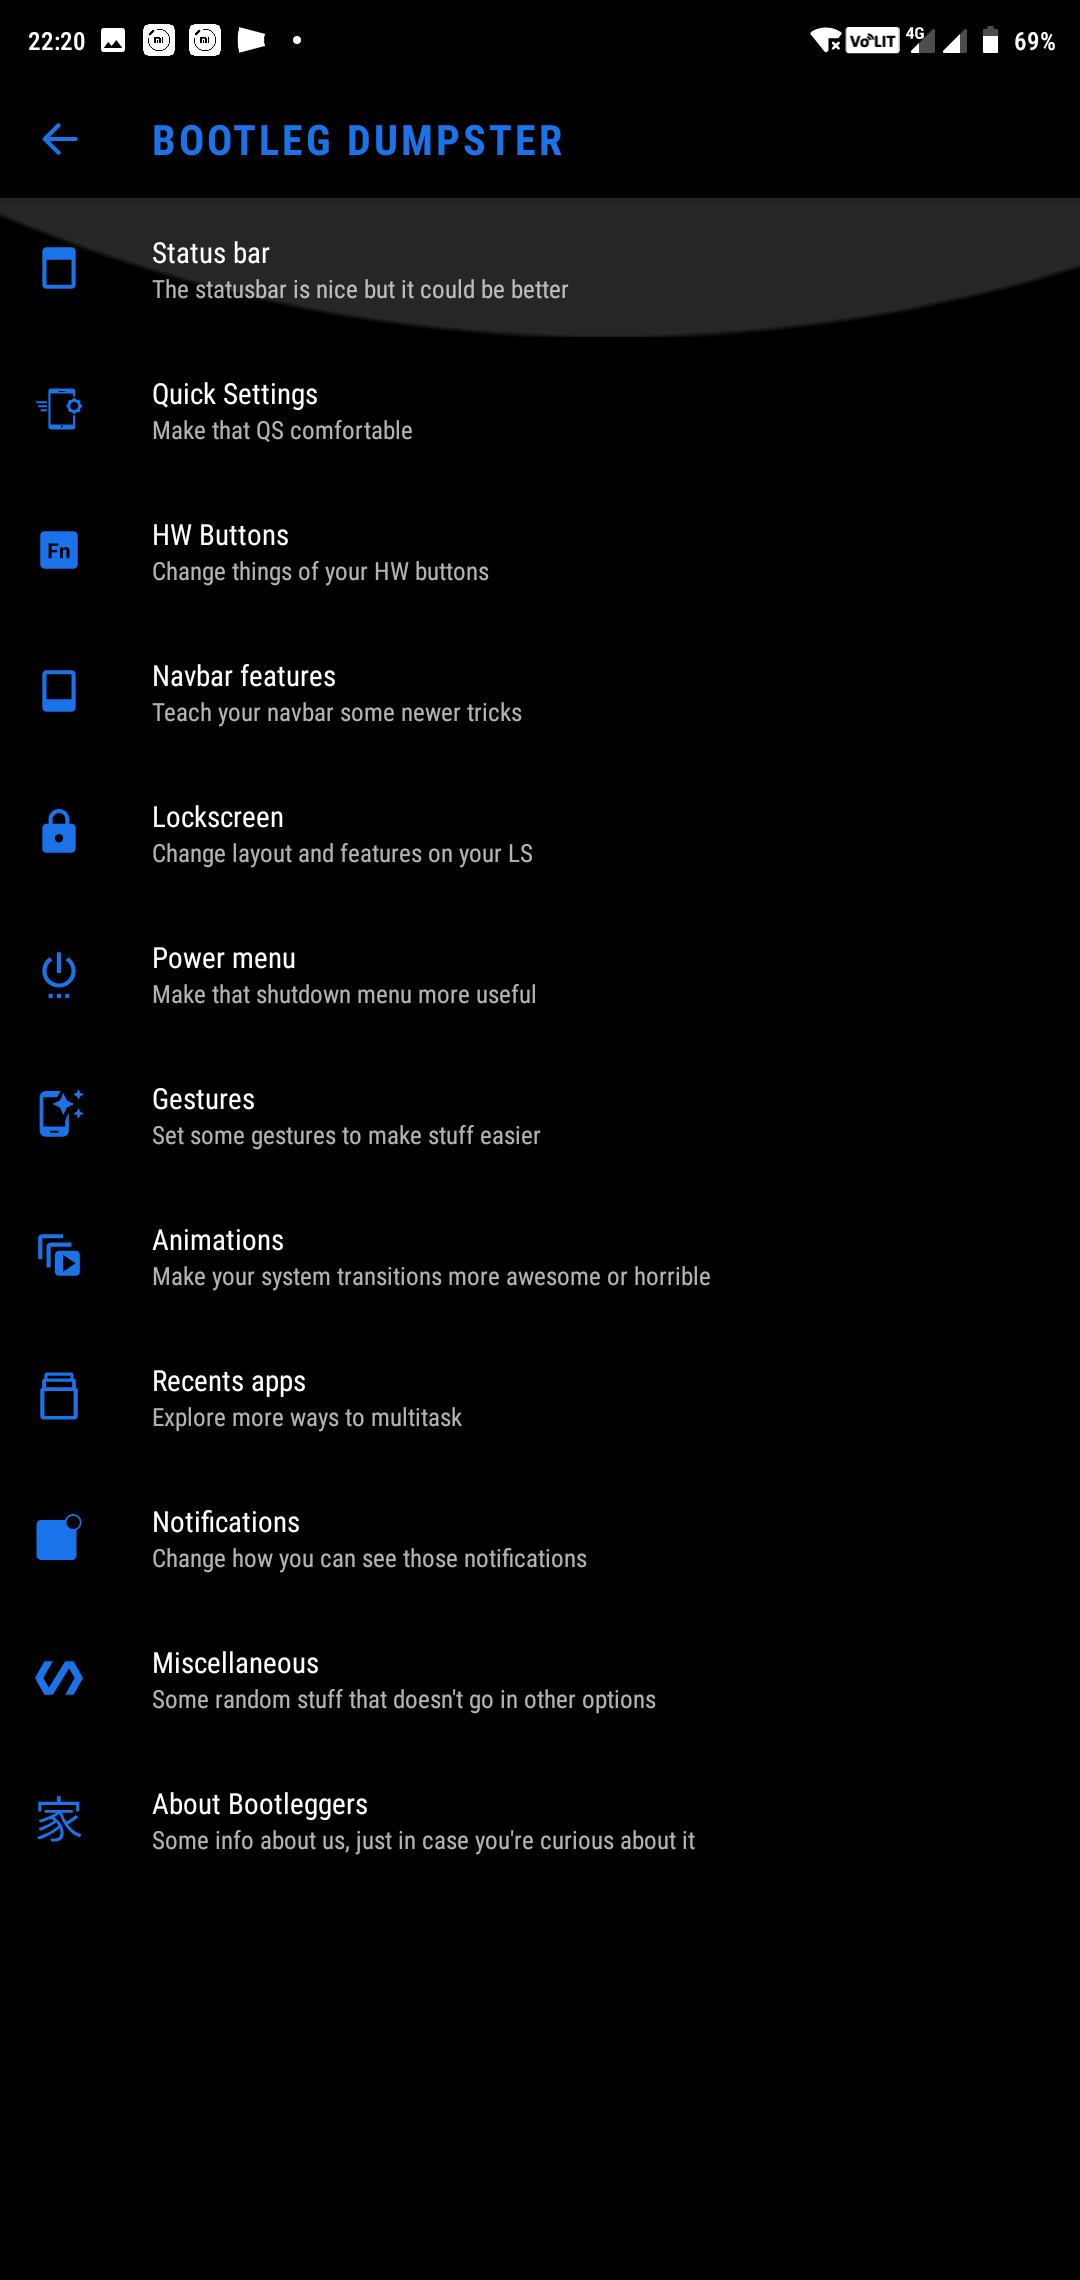 22:20 VoLIT 4G 69%
BOOTLEG DUMPSTER
Status bar
The statusbar is nice but it could be better
Quick Settings
Make that QS comfortable
Fn
HW Buttons
Change things of your HW buttons
Navbar features
Teach your navbar some newer tricks
Lockscreen
Change layout and features on your LS
Power menu
Make that shutdown menu more useful
Gestures
Set some gestures to make stuff easier
Animations
Make your system transitions more awesome or horrible
Recents apps
Explore more ways to multitask
Notifications
Change how you can see those notifications
Miscellaneous
Some random stuff that doesn't go in other options
家
About Bootleggers
Some info about us, just in case you're curious about it